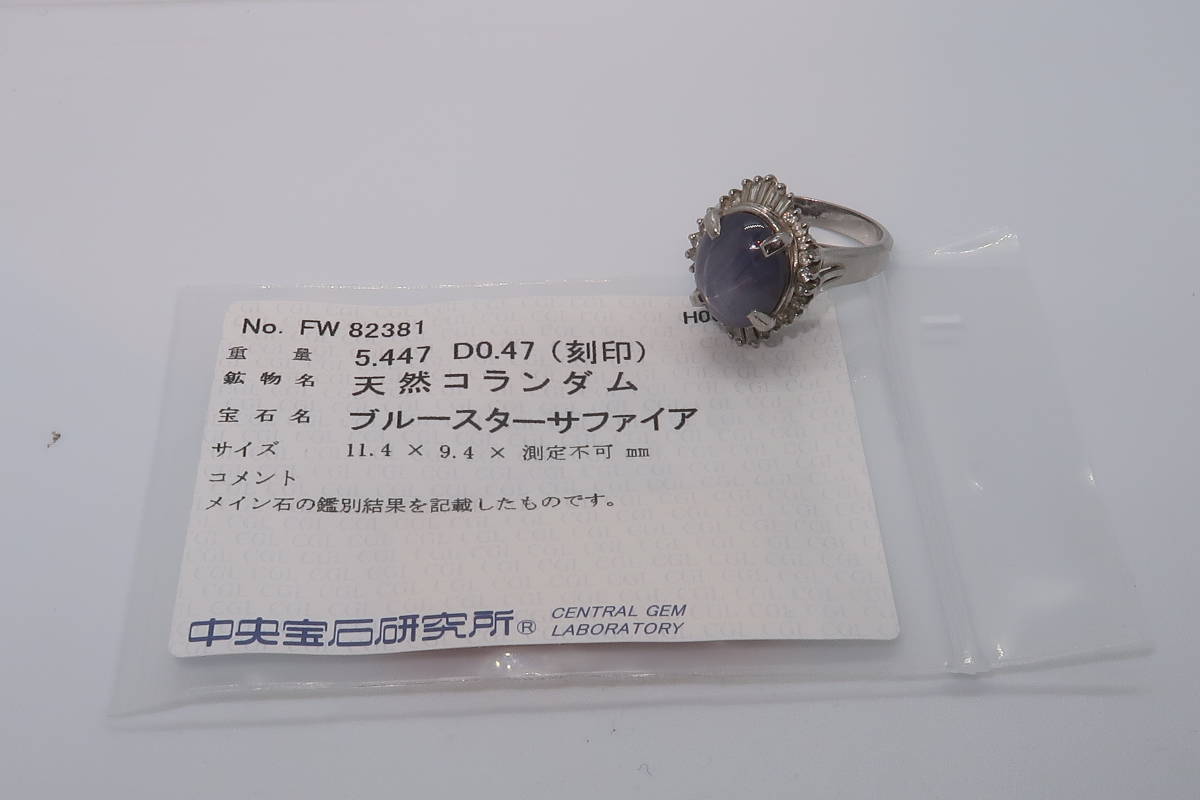 No. FW 82381
重 量 5.447 D0.47 (刻印)
鉱物名 天然コランダム
宝石名 ブルースターサファイア
サイズ 11.4 × 9.4 × 測定不可 mm
コメント
メイン石の鑑別結果を記載したものです。
中央宝石研究所® CENTRAL GEM
LABORATORY